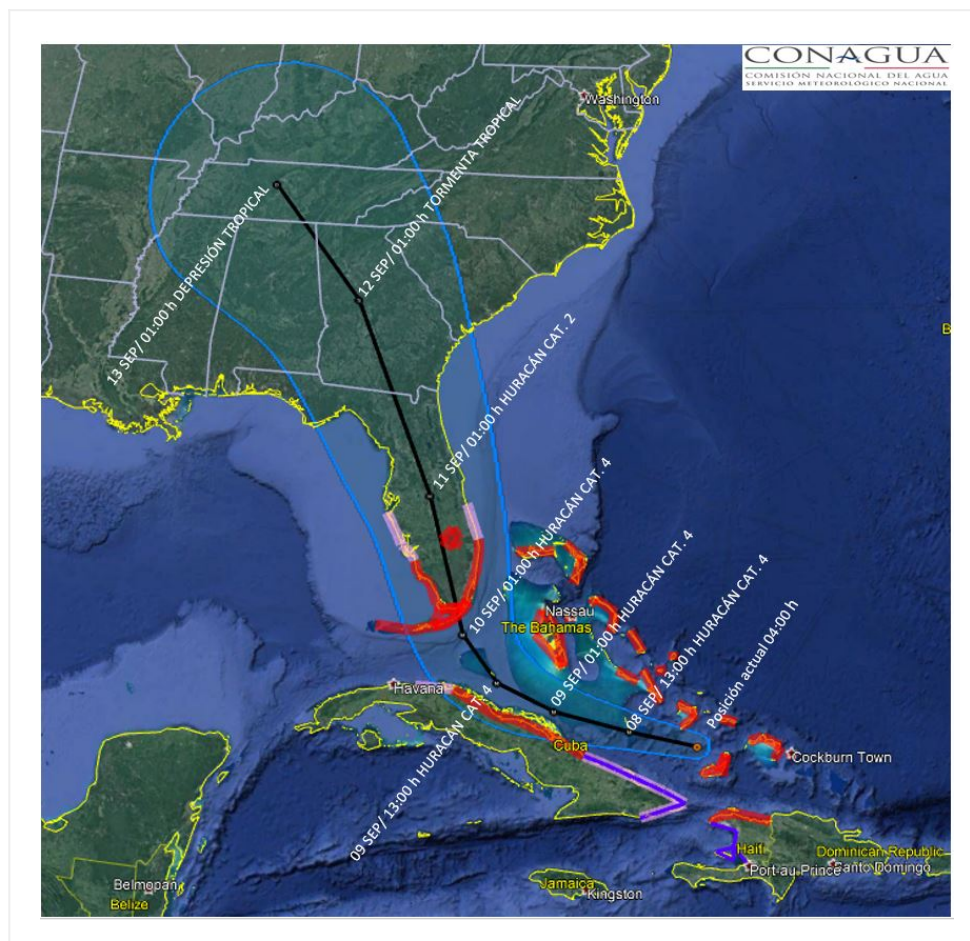 CONAGUA
COMISIÓN NACIONAL DEL AGUA
SERVICIO METEOROLÓGICO NACIONAL
Washington
13 SEP/ 01:00 h DEPRESIÓN TROPICAL
12 SEP/ 01:00 h TORMENTA TROPICAL
11 SEP/ 01:00 h HURACÁN CAT. 2
10 SEP/ 01:00 h HURACÁN CAT. 4
09 SEP/ 13:00 h HURACÁN CAT. 4
09 SEP/ 01:00 h HURACÁN CAT. 4
08 SEP/ 13:00 h HURACÁN CAT. 4
Posición actual 04:00 h
B
Nassau
The Bahamas
Havana
Cuba
Cockburn Town
Haiti
Dominican Republic
Port-au Prince
Santo Domingo
Jamaica
Kingston
Belmopan
Belize